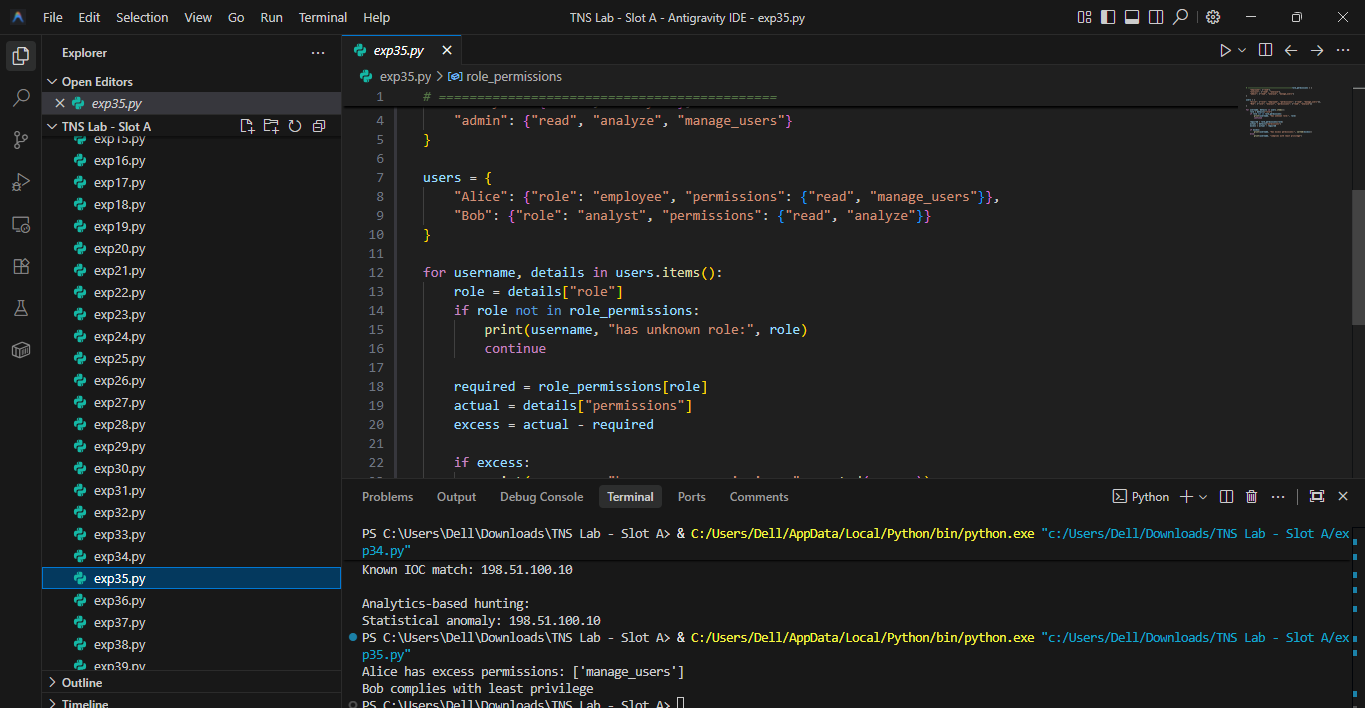 File Edit Selection View Go Run Terminal Help
TNS Lab - Slot A - Antigravity IDE - exp35.py
Explorer
Open Editors
exp35.py
TNS Lab - Slot A
exp15.py
exp16.py
exp17.py
exp18.py
exp19.py
exp20.py
exp21.py
exp22.py
exp23.py
exp24.py
exp25.py
exp26.py
exp27.py
exp28.py
exp29.py
exp30.py
exp31.py
exp32.py
exp33.py
exp34.py
exp35.py
exp36.py
exp37.py
exp38.py
exp39.py
Outline
Timeline
exp35.py
exp35.py > role_permissions
1 # ============================================
4 "admin": {"read", "analyze", "manage_users"}
5 }
6
7 users = {
8 "Alice": {"role": "employee", "permissions": {"read", "manage_users"}},
9 "Bob": {"role": "analyst", "permissions": {"read", "analyze"}}
10 }
11
12 for username, details in users.items():
13 role = details["role"]
14 if role not in role_permissions:
15 print(username, "has unknown role:", role)
16 continue
17
18 required = role_permissions[role]
19 actual = details["permissions"]
20 excess = actual - required
21
22 if excess:
Problems Output Debug Console Terminal Ports Comments
Python
PS C:\Users\Dell\Downloads\TNS Lab - Slot A> & C:/Users/Dell/AppData/Local/Python/bin/python.exe "c:/Users/Dell/Downloads/TNS Lab - Slot A/ex
p34.py"
Known IOC match: 198.51.100.10
Analytics-based hunting:
Statistical anomaly: 198.51.100.10
PS C:\Users\Dell\Downloads\TNS Lab - Slot A> & C:/Users/Dell/AppData/Local/Python/bin/python.exe "c:/Users/Dell/Downloads/TNS Lab - Slot A/ex
p35.py"
Alice has excess permissions: ['manage_users']
Bob complies with least privilege
PS C:\Users\Dell\Downloads\TNS Lab - Slot A>